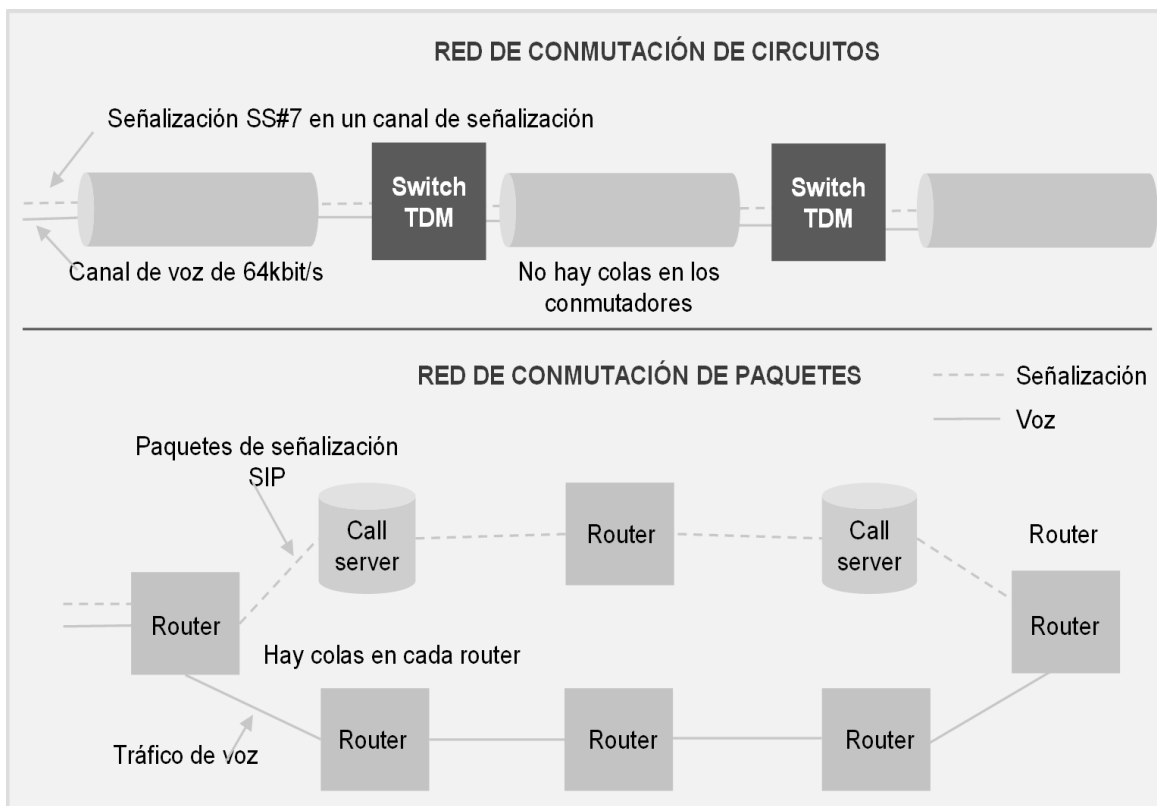 RED DE CONMUTACIÓN DE CIRCUITOS
Señalización SS#7 en un canal de señalización
Switch
TDM
Switch
TDM
Canal de voz de 64kbit/s
No hay colas en los
conmutadores
RED DE CONMUTACIÓN DE PAQUETES
Señalización
Voz
Paquetes de señalización
SIP
Call
server
Router
Call
server
Router
Router
Router
Hay colas en cada router
Tráfico de voz
Router
Router
Router